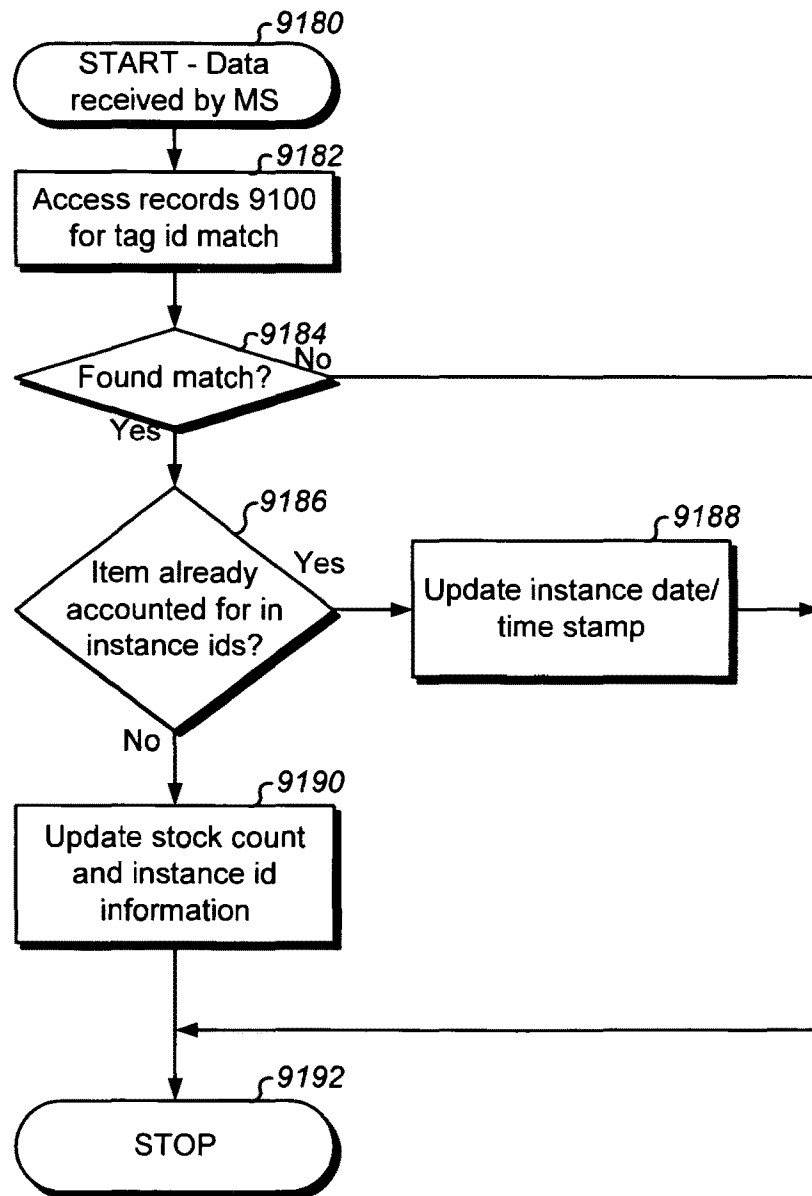 9180
START - Data
received by MS
9182
Access records 9100
for tag id match
9184
No
Found match?
Yes
9186
Yes
Item already
accounted for in
instance ids?
9188
Update instance date/
time stamp
No
9190
Update stock count
and instance id
information
9192
STOP